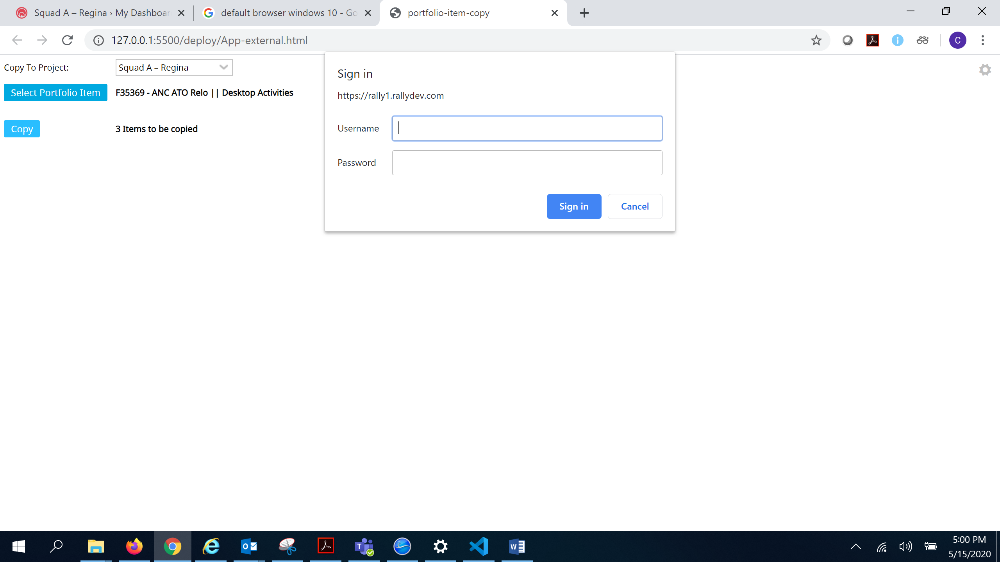 Squad A – Regina › My Dashboar
default browser windows 10 - Go
portfolio-item-copy
127.0.0.1:5500/deploy/App-external.html
C
Copy To Project:
Squad A – Regina
Select Portfolio Item
F35369 - ANC ATO Relo || Desktop Activities
Copy
3 Items to be copied
Sign in
https://rally1.rallydev.com
Username
Password
Sign in
Cancel
5:00 PM
5/15/2020